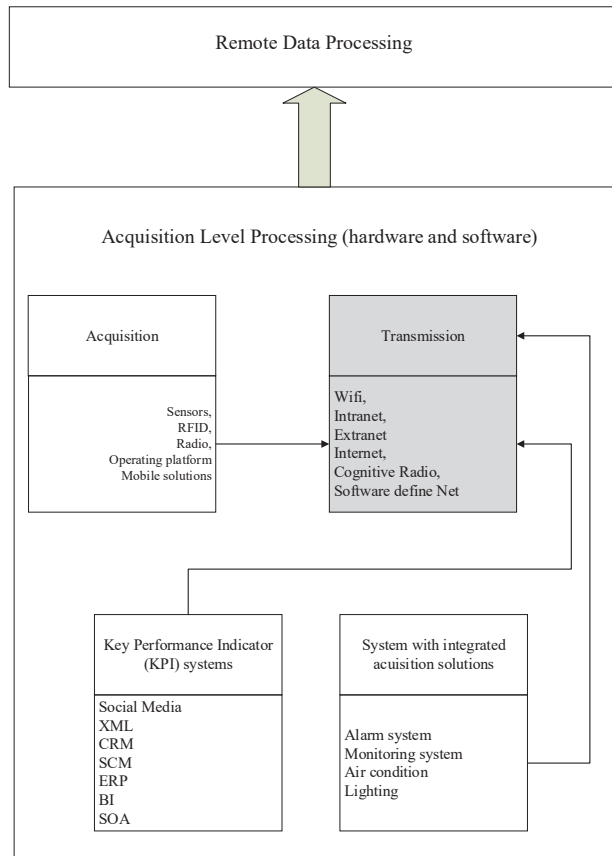 Remote Data Processing
Acquisition Level Processing (hardware and software)
Acquisition
Sensors,
RFID,
Radio,
Operating platform
Mobile solutions
Transmission
Wifi,
Intranet,
Extranet
Internet,
Cognitive Radio,
Software define Net
Key Performance Indicator
(KPI) systems
Social Media
XML
CRM
SCM
ERP
BI
SOA
System with integrated
acuisition solutions
Alarm system
Monitoring system
Air condition
Lighting